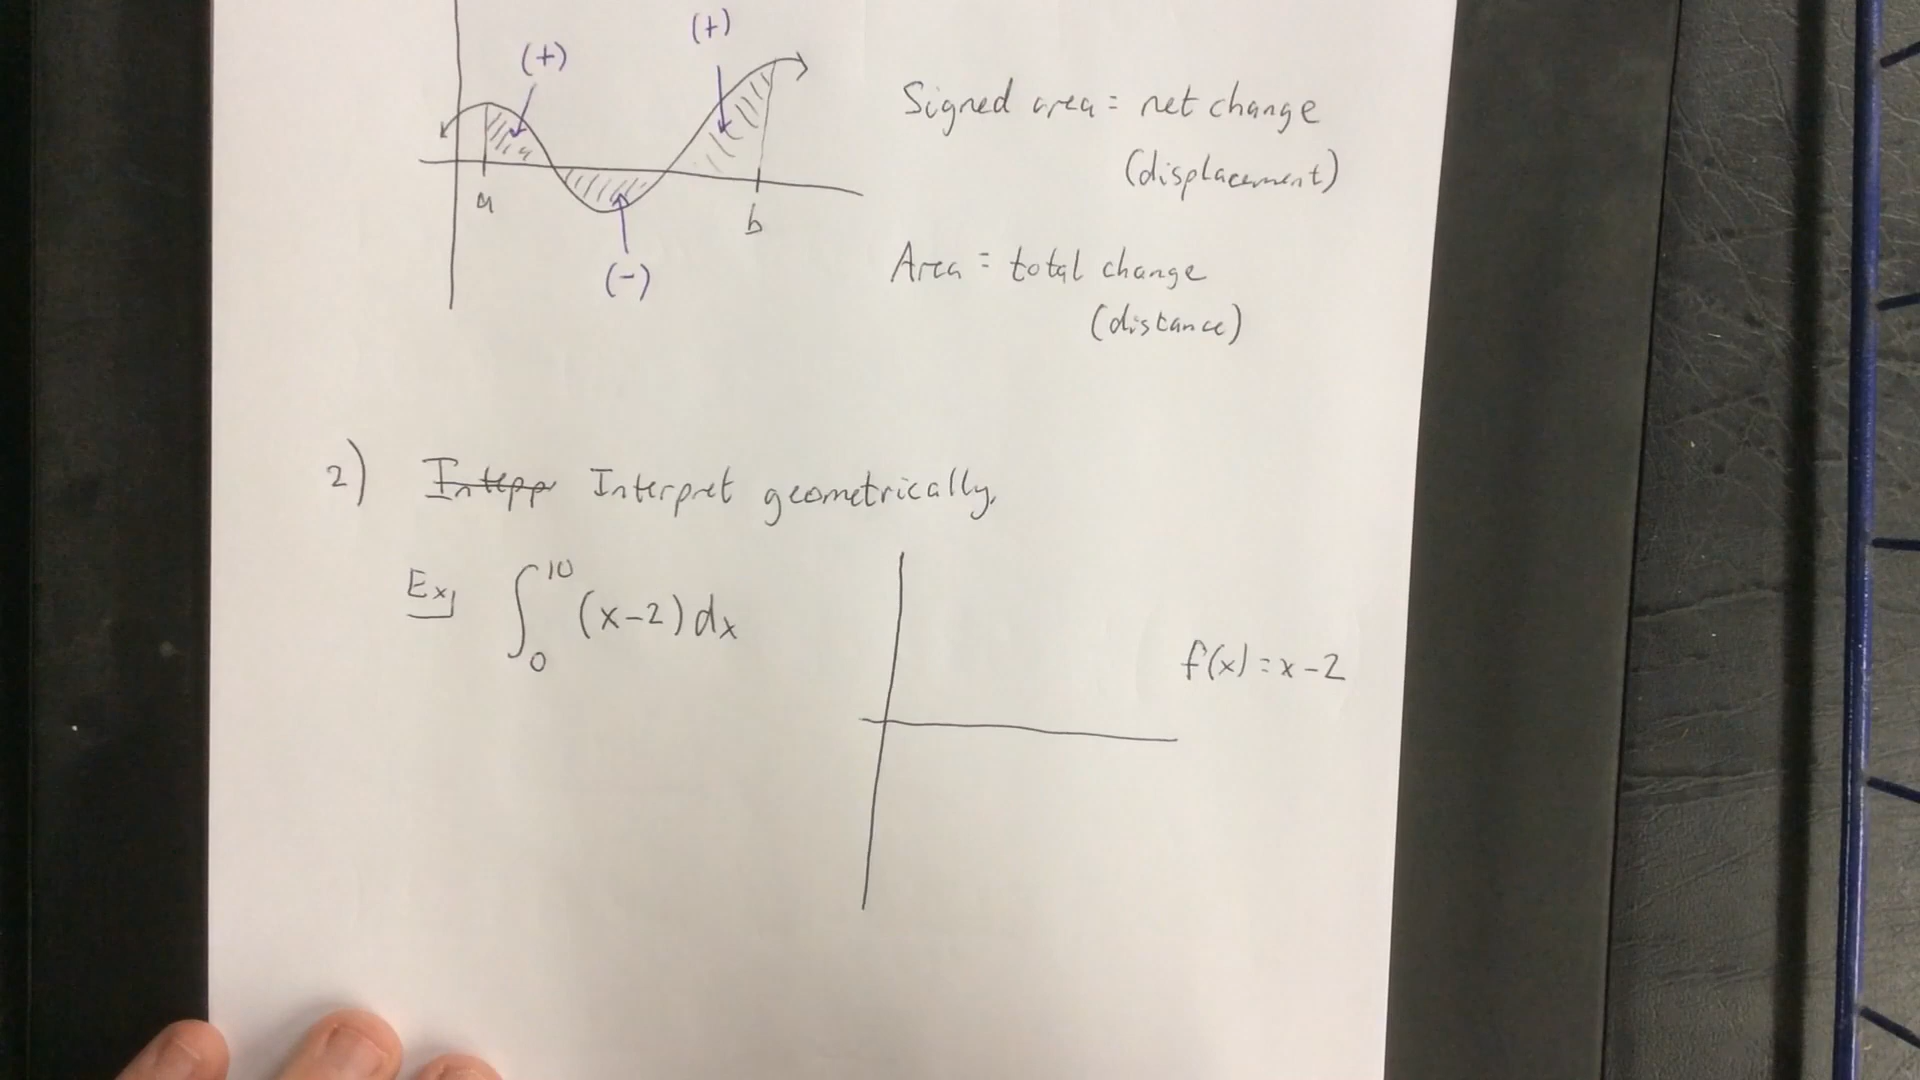 (+)
(+)
a
b
(-)
Signed area = net change
(displacement)
Area = total change
(distance)
2) Intepp Interpret geometrically.
Ex] ∫₀¹⁰ (x-2) dx
f(x) = x-2